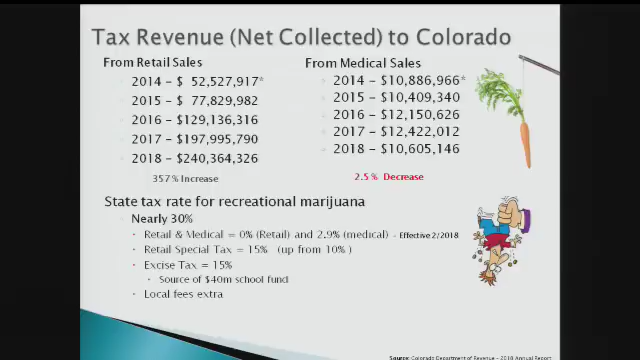 Tax Revenue (Net Collected) to Colorado
From Retail Sales
2014 – $ 52,527,917*
2015 – $ 77,829,982
2016 – $129,136,316
2017 – $197,995,790
2018 – $240,364,326
357% Increase
From Medical Sales
2014 – $10,886,966*
2015 – $10,409,340
2016 – $12,150,626
2017 – $12,422,012
2018 – $10,605,146
2.5% Decrease
State tax rate for recreational marijuana
Nearly 30%
Retail & Medical = 0% (Retail) and 2.9% (medical) – Effective 2/2018
Retail Special Tax = 15% (up from 10% )
Excise Tax = 15%
Source of $40m school fund
Local fees extra
Source: Colorado Department of Revenue – 2018 Annual Report